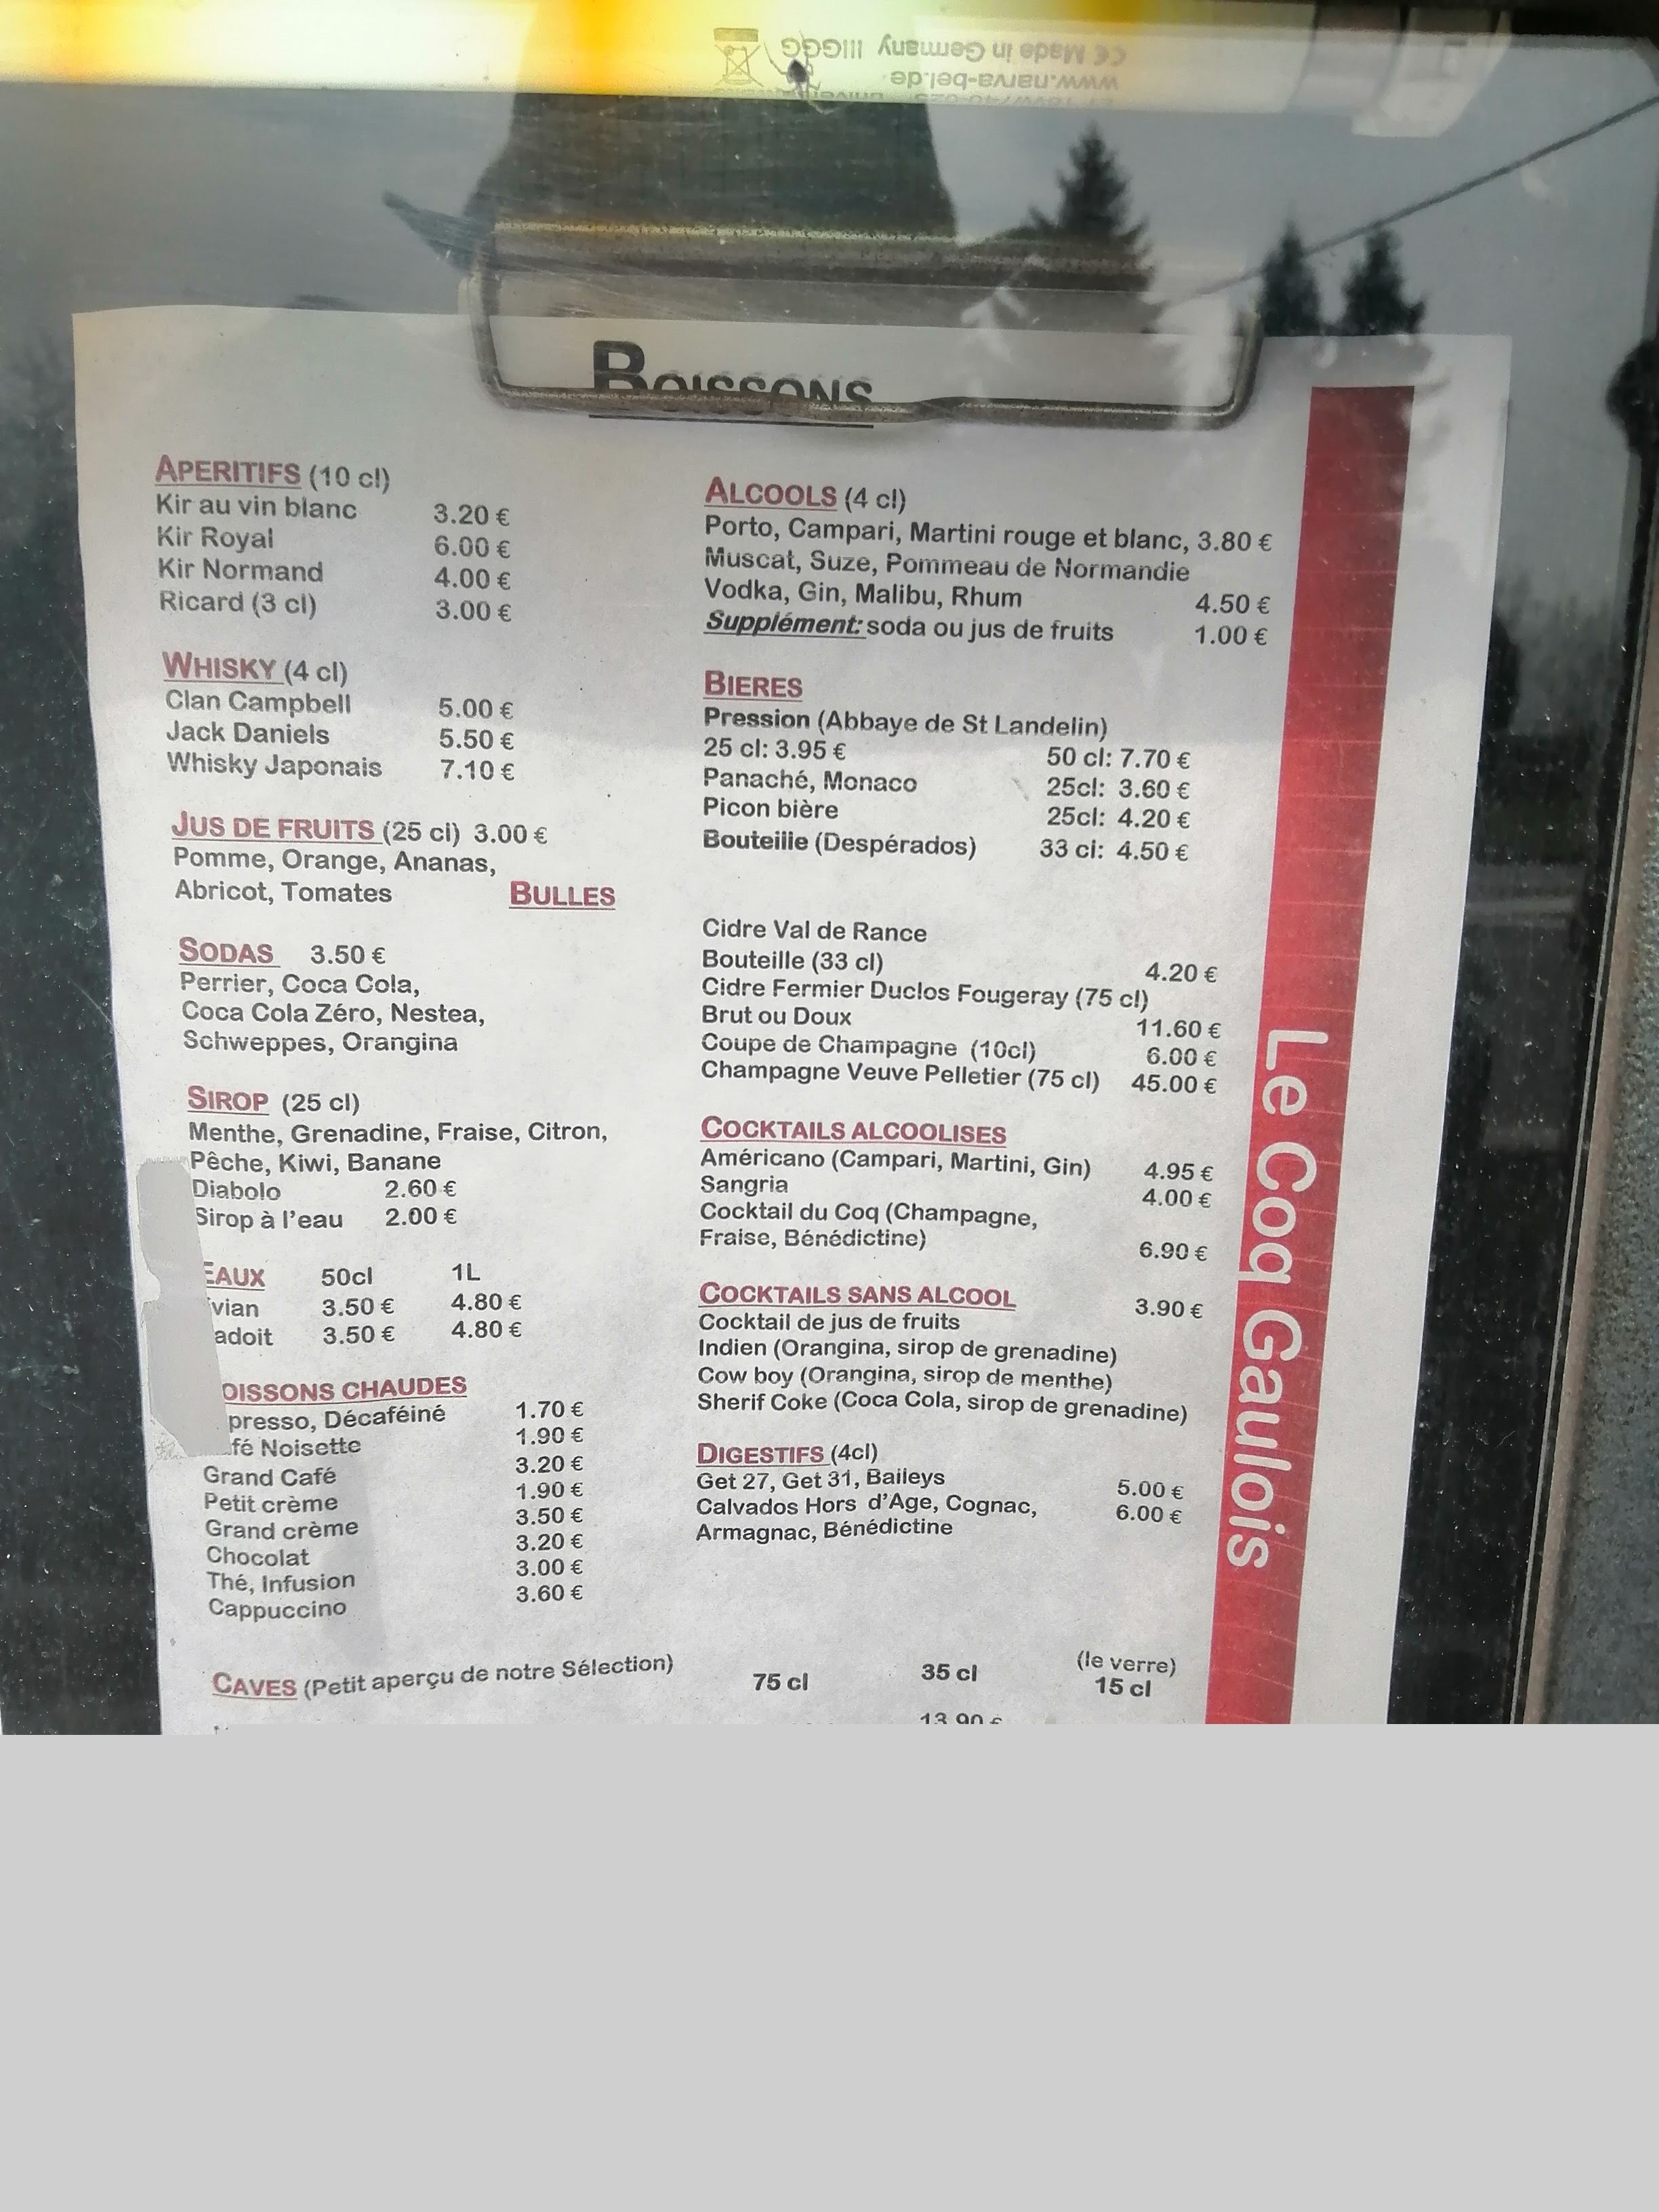 CE Made in Germany IIIGGG
www.narva-bel.de
BOISSONS
APERITIFS (10 cl)
Kir au vin blanc 3.20 €
Kir Royal 6.00 €
Kir Normand 4.00 €
Ricard (3 cl) 3.00 €
WHISKY (4 cl)
Clan Campbell 5.00 €
Jack Daniels 5.50 €
Whisky Japonais 7.10 €
JUS DE FRUITS (25 cl) 3.00 €
Pomme, Orange, Ananas,
Abricot, Tomates
SODAS 3.50 €
Perrier, Coca Cola,
Coca Cola Zéro, Nestea,
Schweppes, Orangina
SIROP (25 cl)
Menthe, Grenadine, Fraise, Citron,
Pêche, Kiwi, Banane
Diabolo 2.60 €
Sirop à l'eau 2.00 €
EAUX 50cl 1L
vian 3.50 € 4.80 €
adoit 3.50 € 4.80 €
OISSONS CHAUDES
presso, Décaféiné 1.70 €
fé Noisette 1.90 €
Grand Café 3.20 €
Petit crème 1.90 €
Grand crème 3.50 €
Chocolat 3.20 €
Thé, Infusion 3.00 €
Cappuccino 3.60 €
ALCOOLS (4 cl)
Porto, Campari, Martini rouge et blanc, 3.80 €
Muscat, Suze, Pommeau de Normandie
Vodka, Gin, Malibu, Rhum 4.50 €
Supplément: soda ou jus de fruits 1.00 €
BIERES
Pression (Abbaye de St Landelin)
25 cl: 3.95 € 50 cl: 7.70 €
Panaché, Monaco 25cl: 3.60 €
Picon bière 25cl: 4.20 €
Bouteille (Despérados) 33 cl: 4.50 €
BULLES
Cidre Val de Rance
Bouteille (33 cl) 4.20 €
Cidre Fermier Duclos Fougeray (75 cl)
Brut ou Doux 11.60 €
Coupe de Champagne (10cl) 6.00 €
Champagne Veuve Pelletier (75 cl) 45.00 €
COCKTAILS ALCOOLISES
Américano (Campari, Martini, Gin) 4.95 €
Sangria 4.00 €
Cocktail du Coq (Champagne,
Fraise, Bénédictine) 6.90 €
COCKTAILS SANS ALCOOL 3.90 €
Cocktail de jus de fruits
Indien (Orangina, sirop de grenadine)
Cow boy (Orangina, sirop de menthe)
Sherif Coke (Coca Cola, sirop de grenadine)
DIGESTIFS (4cl)
Get 27, Get 31, Baileys 5.00 €
Calvados Hors d'Age, Cognac, 6.00 €
Armagnac, Bénédictine
Le Coq Gaulois
CAVES (Petit aperçu de notre Sélection) 75 cl 35 cl (le verre)
15 cl
13.90 €